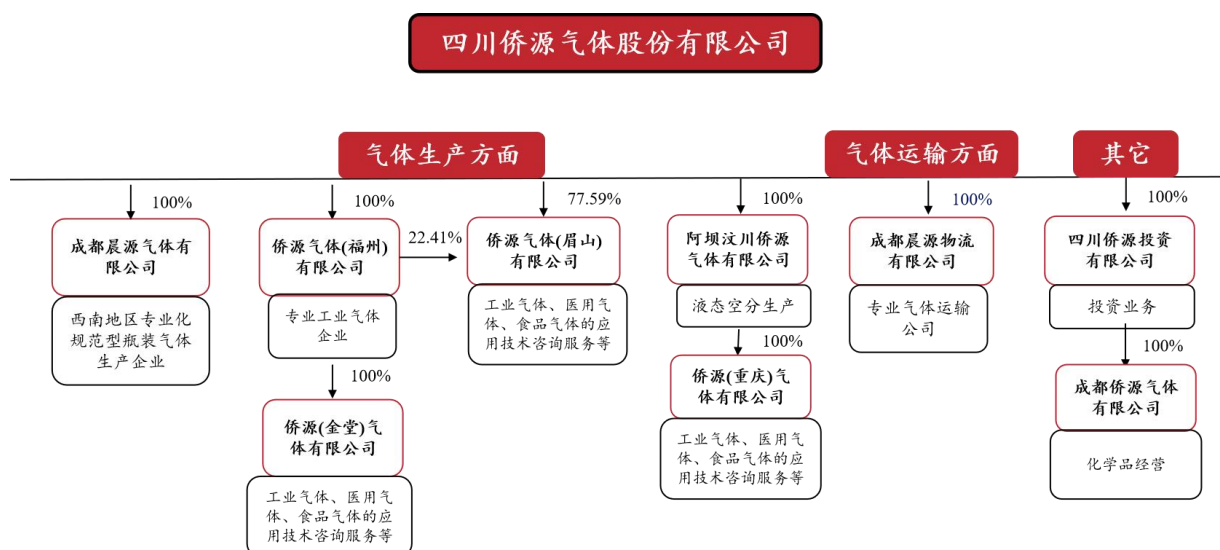 四川侨源气体股份有限公司
气体生产方面
气体运输方面
其它
100%
100%
77.59%
100%
100%
100%
成都晨源气体有
限公司
侨源气体(福州)
有限公司
22.41%
侨源气体(眉山)
有限公司
阿坝汶川侨源
气体有限公司
成都晨源物流
有限公司
四川侨源投资
有限公司
西南地区专业化
规范型瓶装气体
生产企业
专业工业气体
企业
工业气体、医用气
体、食品气体的应
用技术咨询服务等
液态空分生产
专业气体运输
公司
投资业务
100%
100%
100%
侨源(金堂)气
体有限公司
侨源(重庆)气
体有限公司
成都侨源气体
有限公司
工业气体、医用气
体、食品气体的应
用技术咨询服务等
工业气体、医用气
体、食品气体的应
用技术咨询服务等
化学品经营